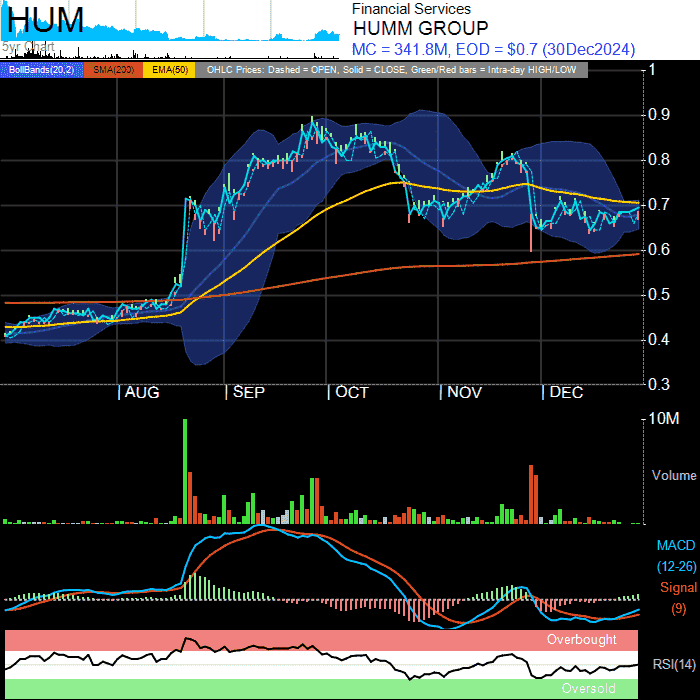 HUM
5yr Chart
Financial Services
HUMM GROUP
MC = 341.8M, EOD = $0.7 (30Dec2024)
BollBands(20,2) SMA(200) EMA(50) OHLC Prices: Dashed = OPEN, Solid = CLOSE, Green/Red bars = Intra-day HIGH/LOW
1
0.9
0.8
0.7
0.6
0.5
0.4
0.3
AUG SEP OCT NOV DEC
10M
Volume
MACD
(12-26)
Signal
(9)
Overbought
RSI(14)
Oversold